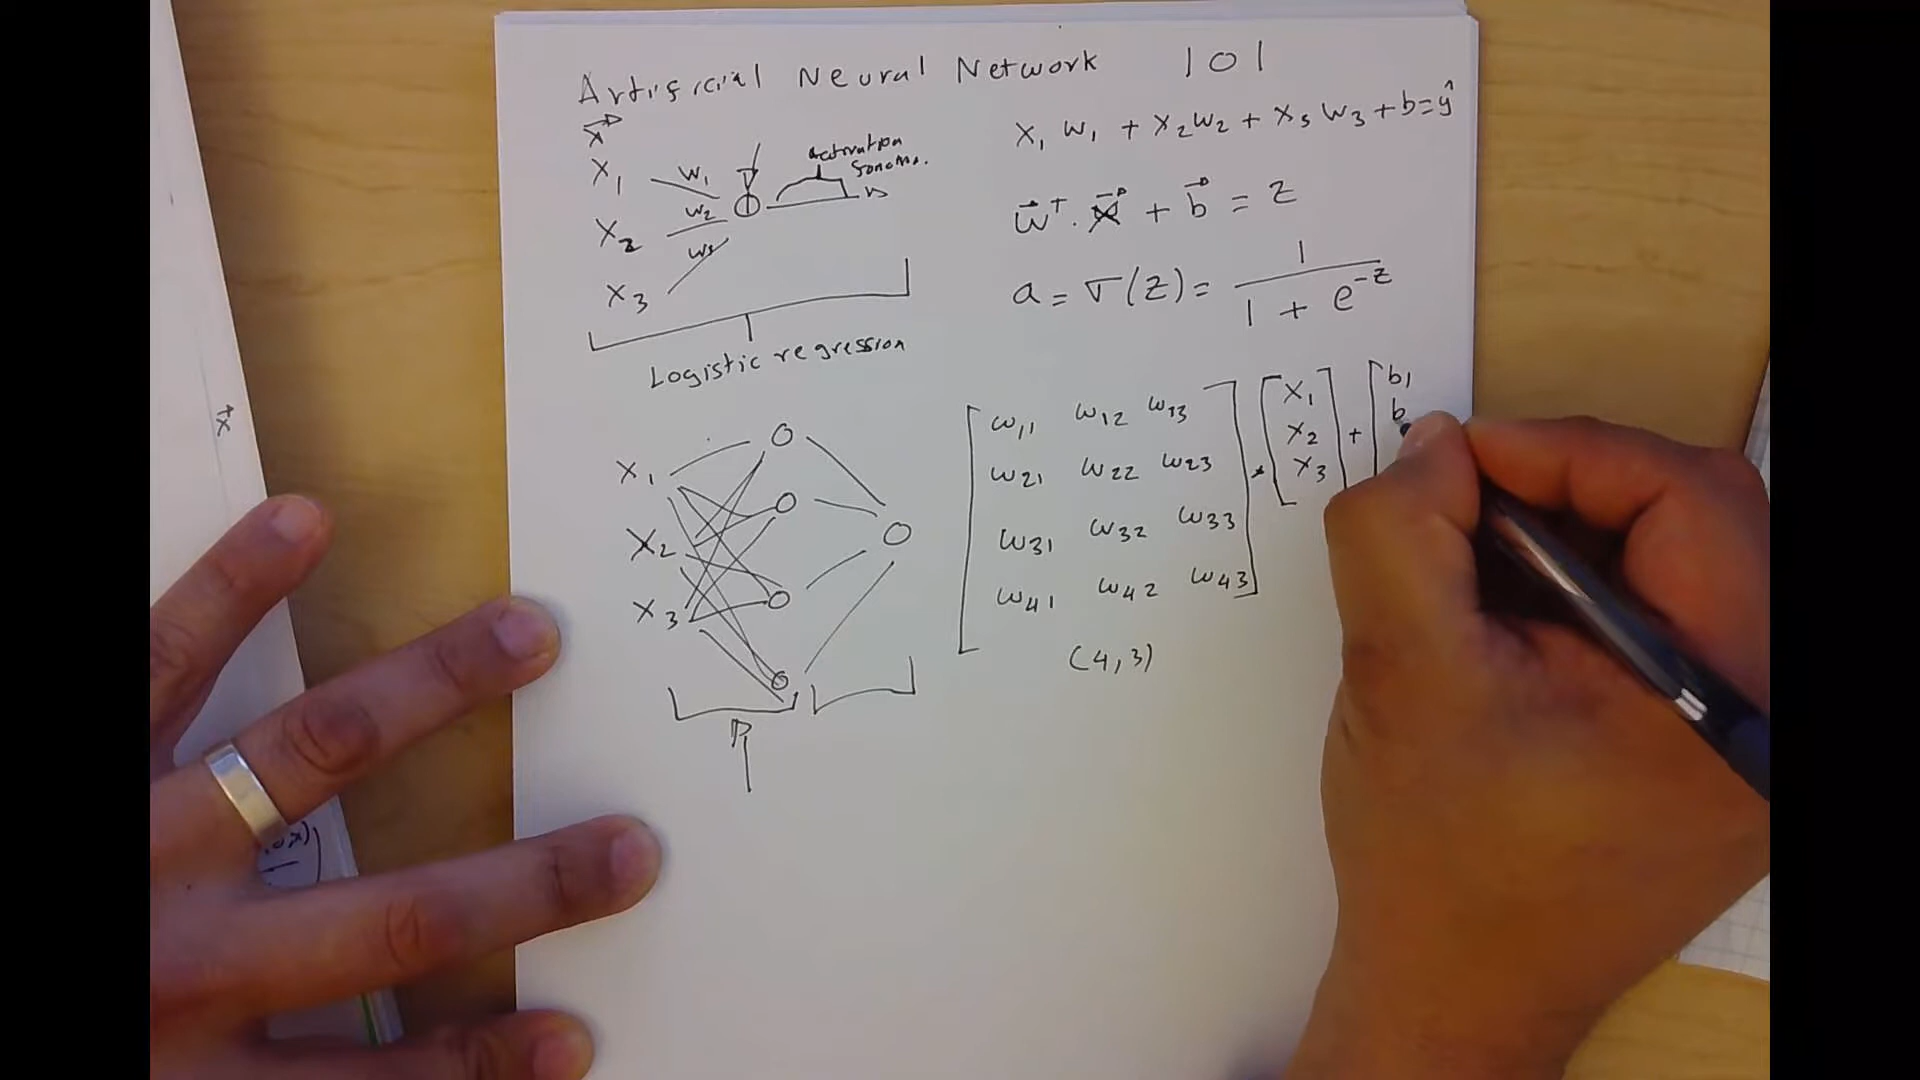 Artificial Neural Network 101
x⃗
x₁ w₁ + x₂w₂ + x₃ w₃ + b = ŷ
activation
x₁ w₁
x₂ w₂
w₃
x₃
w⃗ᵀ · x⃗ + b⃗ = z
a = σ(z) = 1 / (1 + e⁻ᶻ)
Logistic regression
x₁
x₂
x₃
w₁₁ w₁₂ w₁₃
w₂₁ w₂₂ w₂₃
w₃₁ w₃₂ w₃₃
w₄₁ w₄₂ w₄₃
x₁
x₂
x₃
+
b₁
b
(4,3)